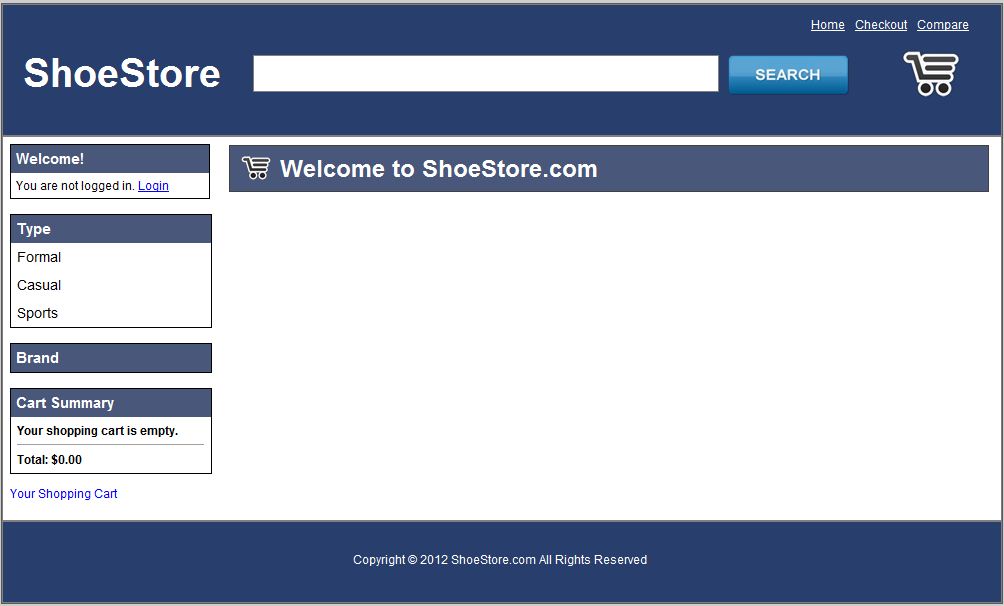 Home Checkout Compare
ShoeStore
SEARCH
Welcome!
You are not logged in. Login
Type
Formal
Casual
Sports
Brand
Cart Summary
Your shopping cart is empty.
Total: $0.00
Your Shopping Cart
Welcome to ShoeStore.com
Copyright © 2012 ShoeStore.com All Rights Reserved